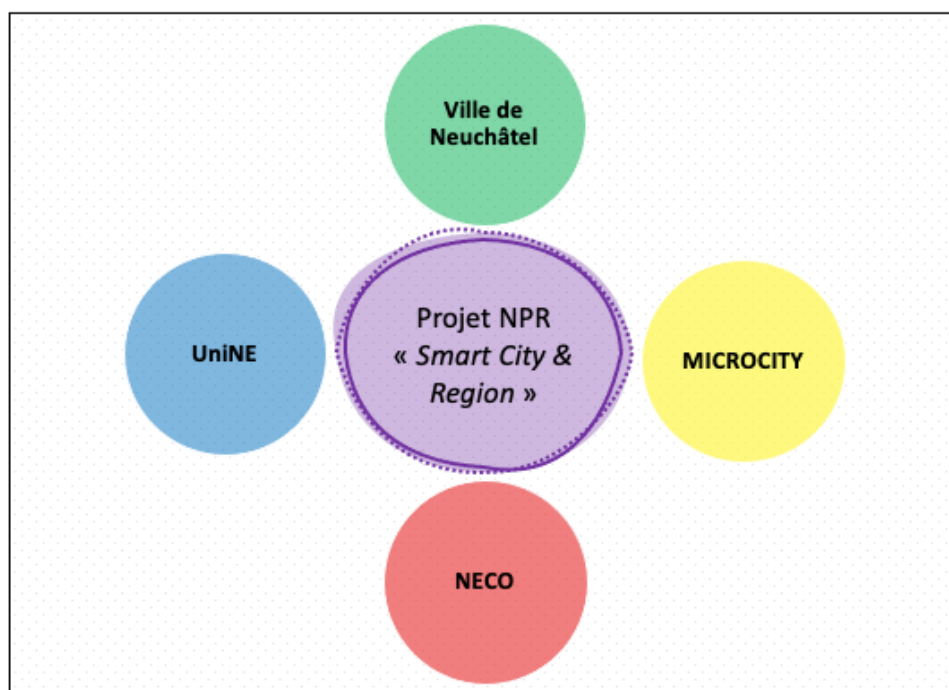 Ville de
Neuchâtel
UniNE
Projet NPR
« Smart City &
Region »
MICROCITY
NECO